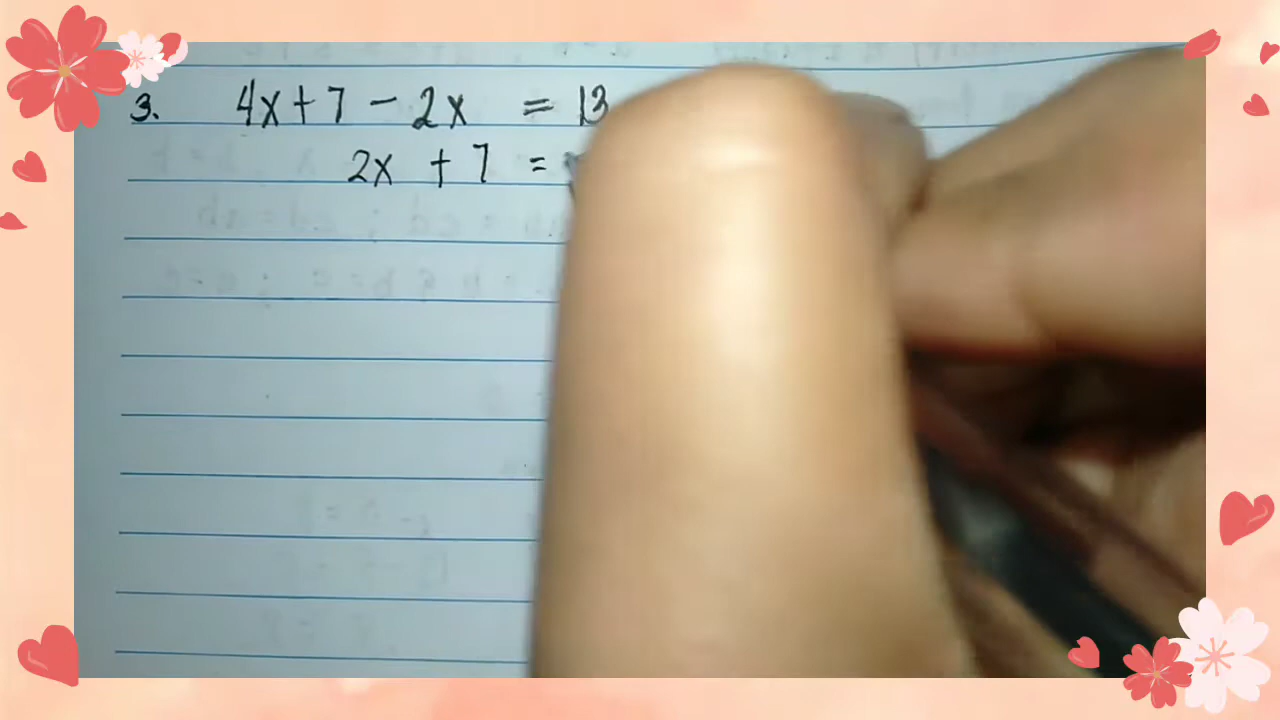 3. 4x + 7 - 2x = 13
2x + 7 =